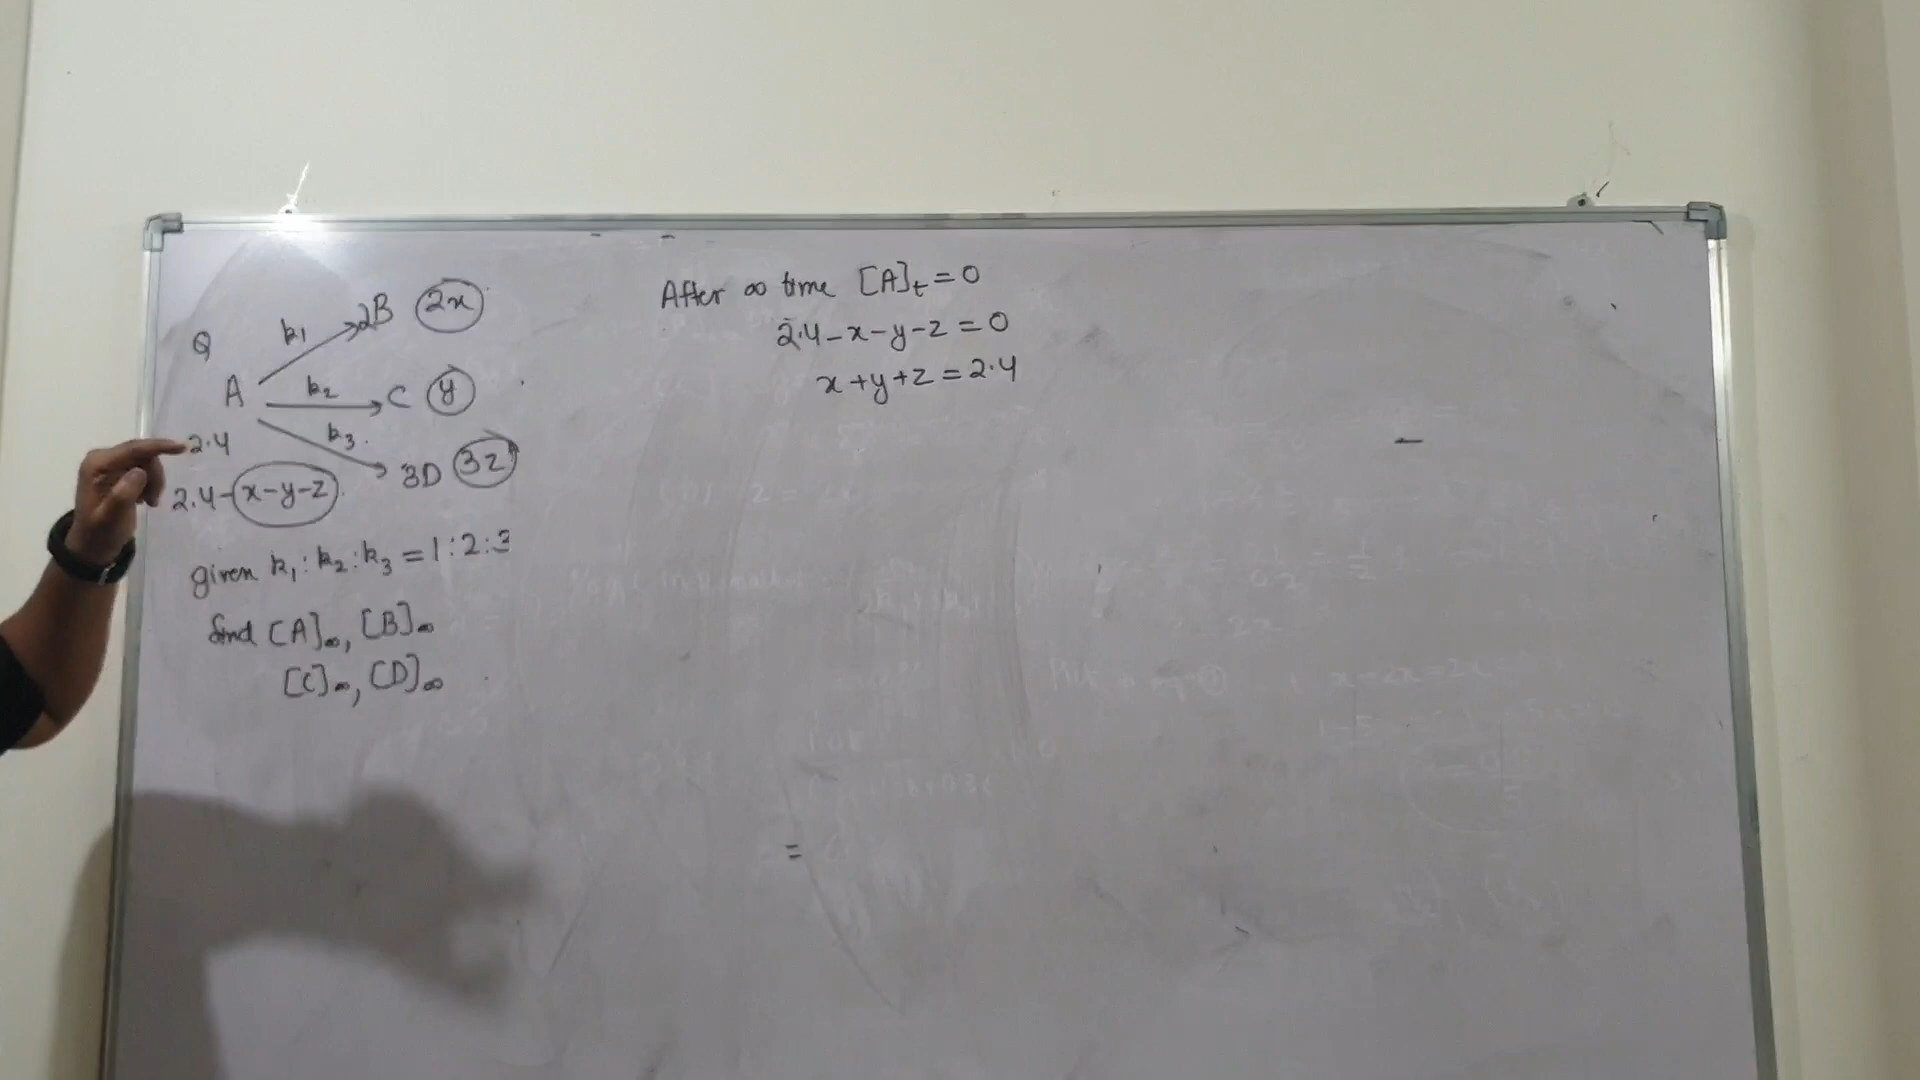 Q
A
k₁ 2B 2x
k₂ C y
k₃ 3D 3z
2.4
2.4-x-y-z
given k₁:k₂:k₃=1:2:3
find [A]∞, [B]∞
[C]∞, [D]∞
After ∞ time [A]t=0
2.4-x-y-z=0
x+y+z=2.4
=